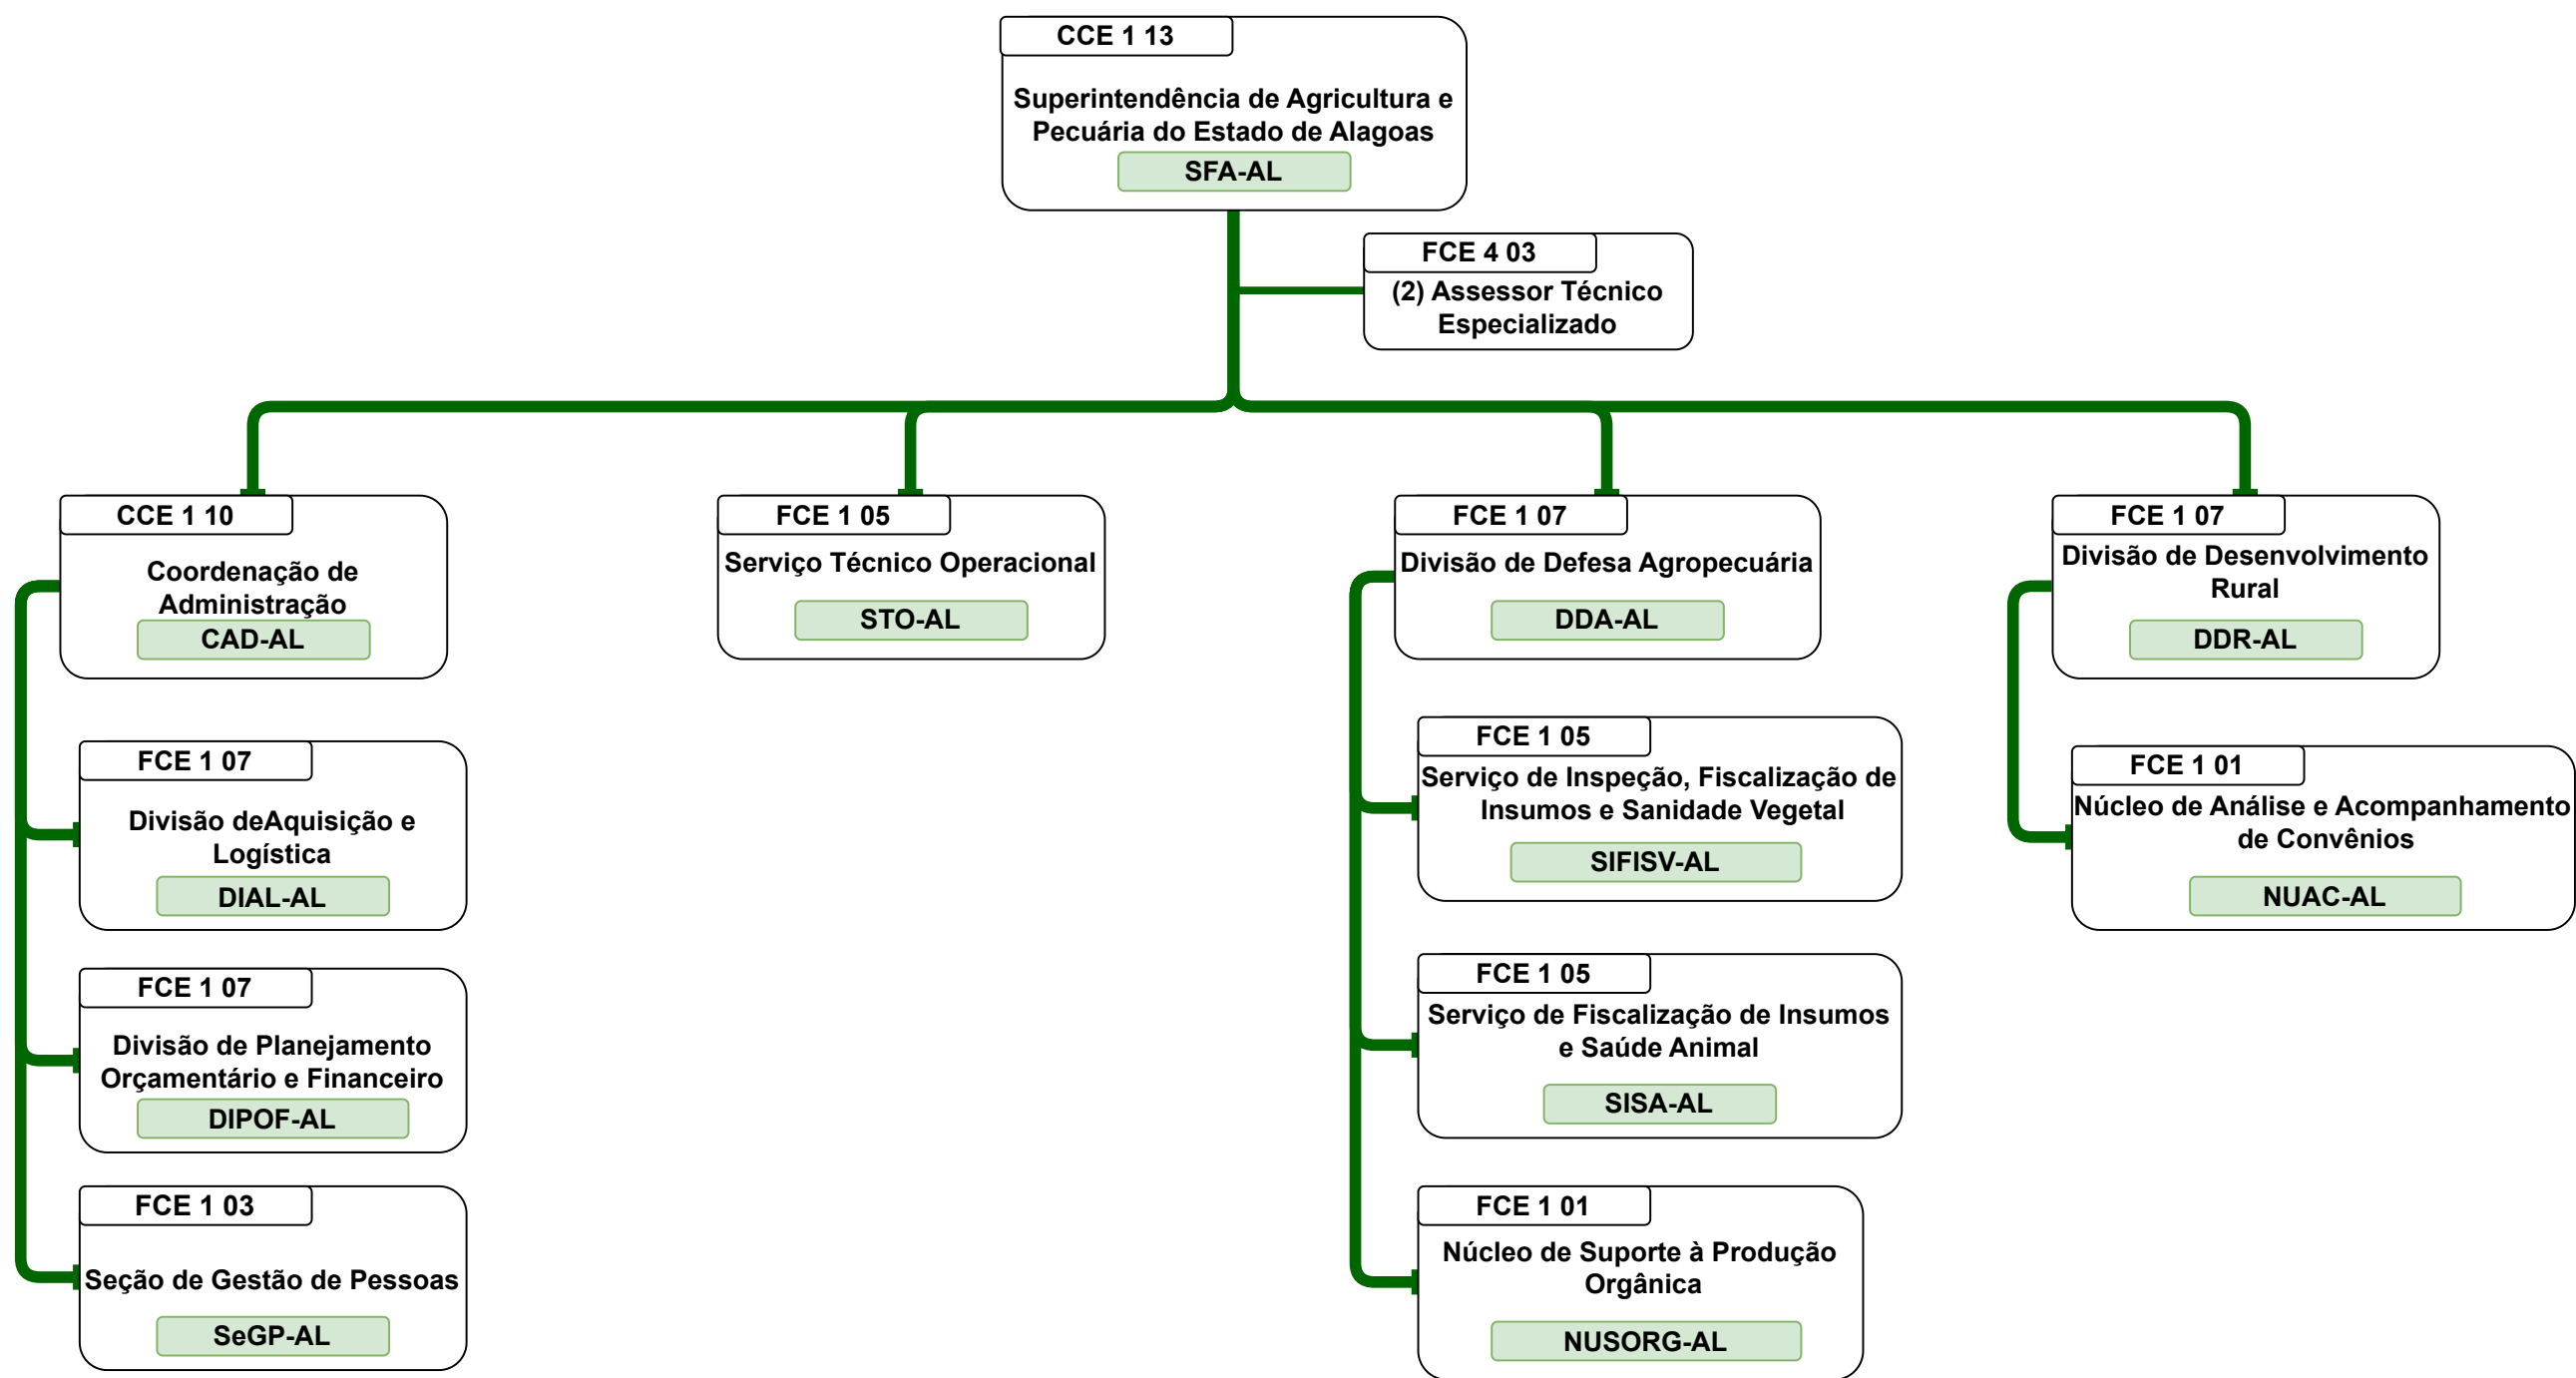 CCE 1 13
Superintendência de Agricultura e
Pecuária do Estado de Alagoas
SFA-AL
FCE 4 03
(2) Assessor Técnico
Especializado
CCE 1 10
Coordenação de
Administração
CAD-AL
FCE 1 07
Divisão deAquisição e
Logística
DIAL-AL
FCE 1 07
Divisão de Planejamento
Orçamentário e Financeiro
DIPOF-AL
FCE 1 03
Seção de Gestão de Pessoas
SeGP-AL
FCE 1 05
Serviço Técnico Operacional
STO-AL
FCE 1 07
Divisão de Defesa Agropecuária
DDA-AL
FCE 1 05
Serviço de Inspeção, Fiscalização de
Insumos e Sanidade Vegetal
SIFISV-AL
FCE 1 05
Serviço de Fiscalização de Insumos
e Saúde Animal
SISA-AL
FCE 1 01
Núcleo de Suporte à Produção
Orgânica
NUSORG-AL
FCE 1 07
Divisão de Desenvolvimento
Rural
DDR-AL
FCE 1 01
Núcleo de Análise e Acompanhamento
de Convênios
NUAC-AL